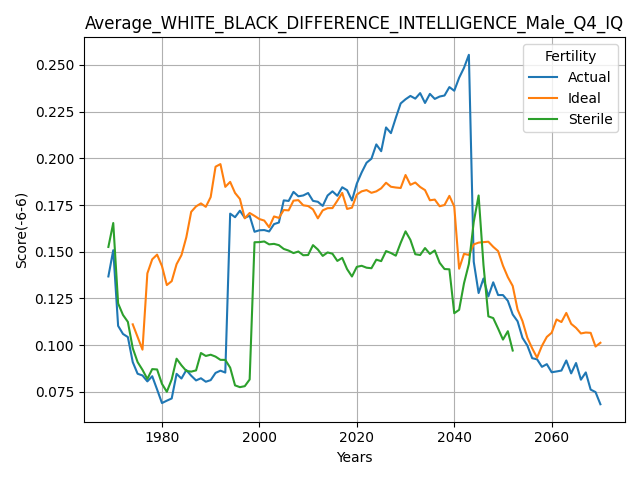 Average_WHITE_BLACK_DIFFERENCE_INTELLIGENCE_Male_Q4_IQ
Fertility
Actual
Ideal
Sterile
Score(-6-6)
0.250
0.225
0.200
0.175
0.150
0.125
0.100
0.075
1980
2000
2020
2040
2060
Years